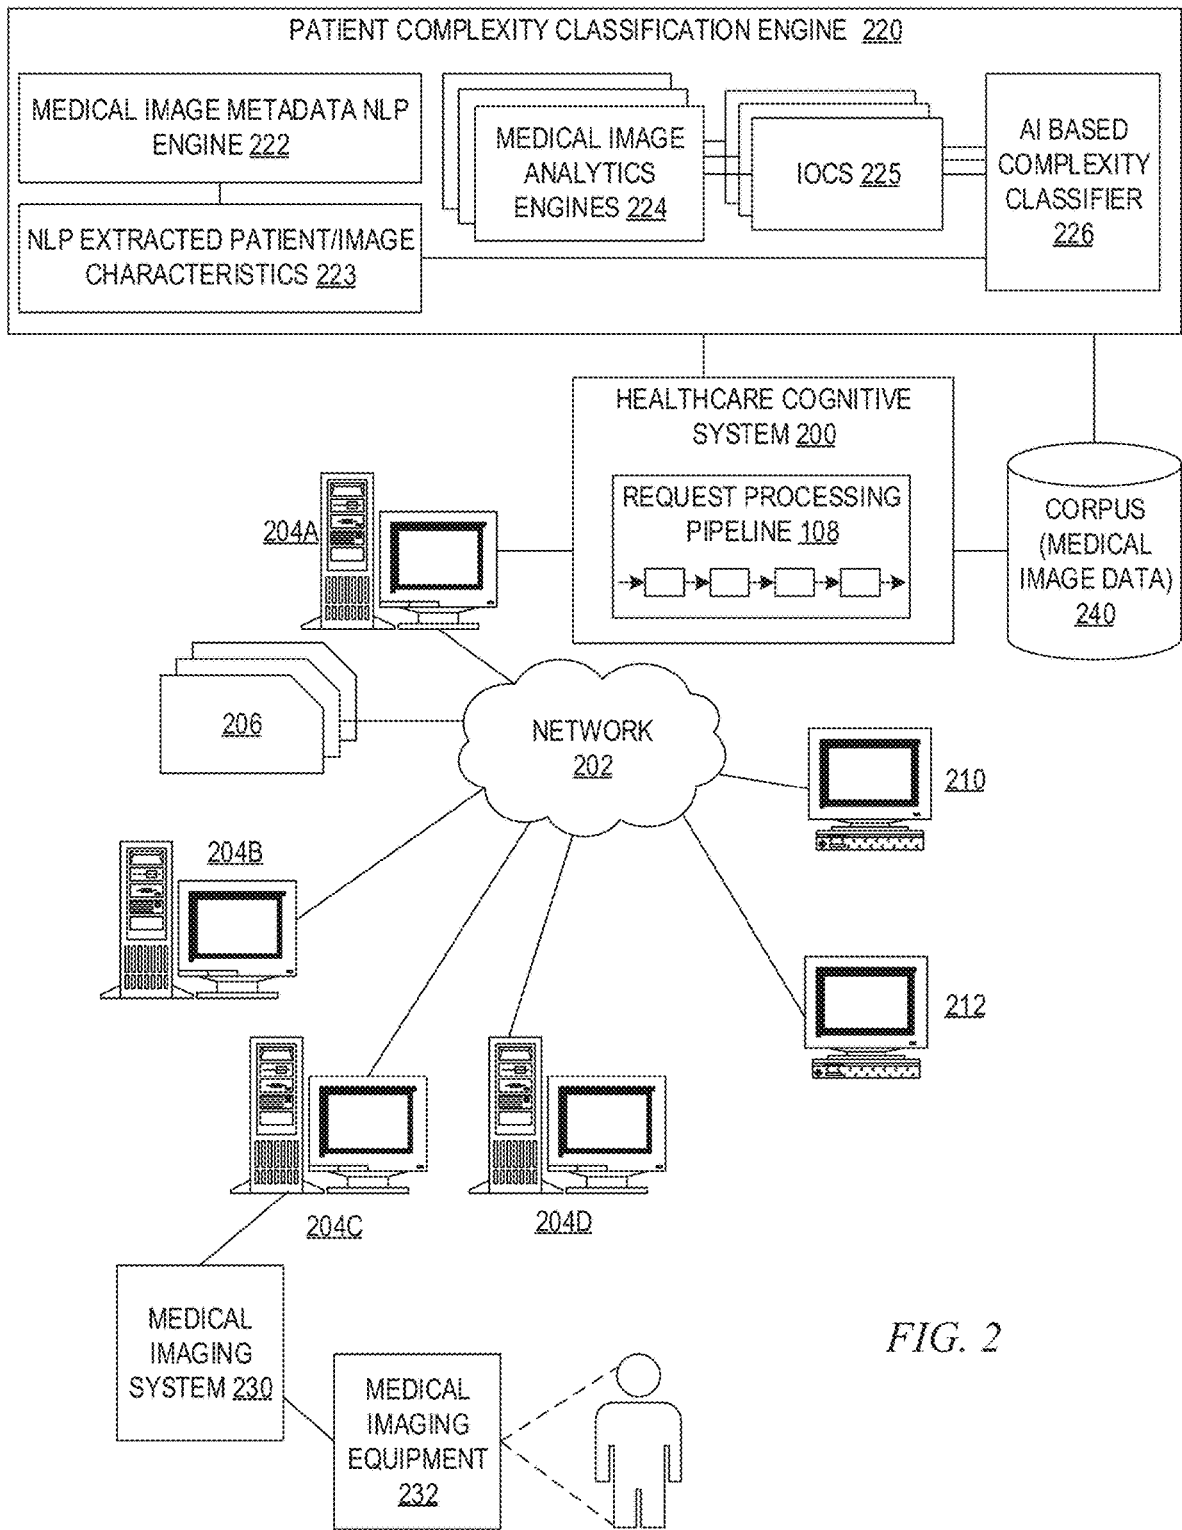 PATIENT COMPLEXITY CLASSIFICATION ENGINE 220
MEDICAL IMAGE METADATA NLP
ENGINE 222
NLP EXTRACTED PATIENT/IMAGE
CHARACTERISTICS 223
MEDICAL IMAGE
ANALYTICS
ENGINES 224
IOCS 225
AI BASED
COMPLEXITY
CLASSIFIER
226
HEALTHCARE COGNITIVE
SYSTEM 200
REQUEST PROCESSING
PIPELINE 108
CORPUS
(MEDICAL
IMAGE DATA)
240
204A
206
NETWORK
202
210
204B
212
204C
204D
MEDICAL
IMAGING
SYSTEM 230
MEDICAL
IMAGING
EQUIPMENT
232
FIG. 2